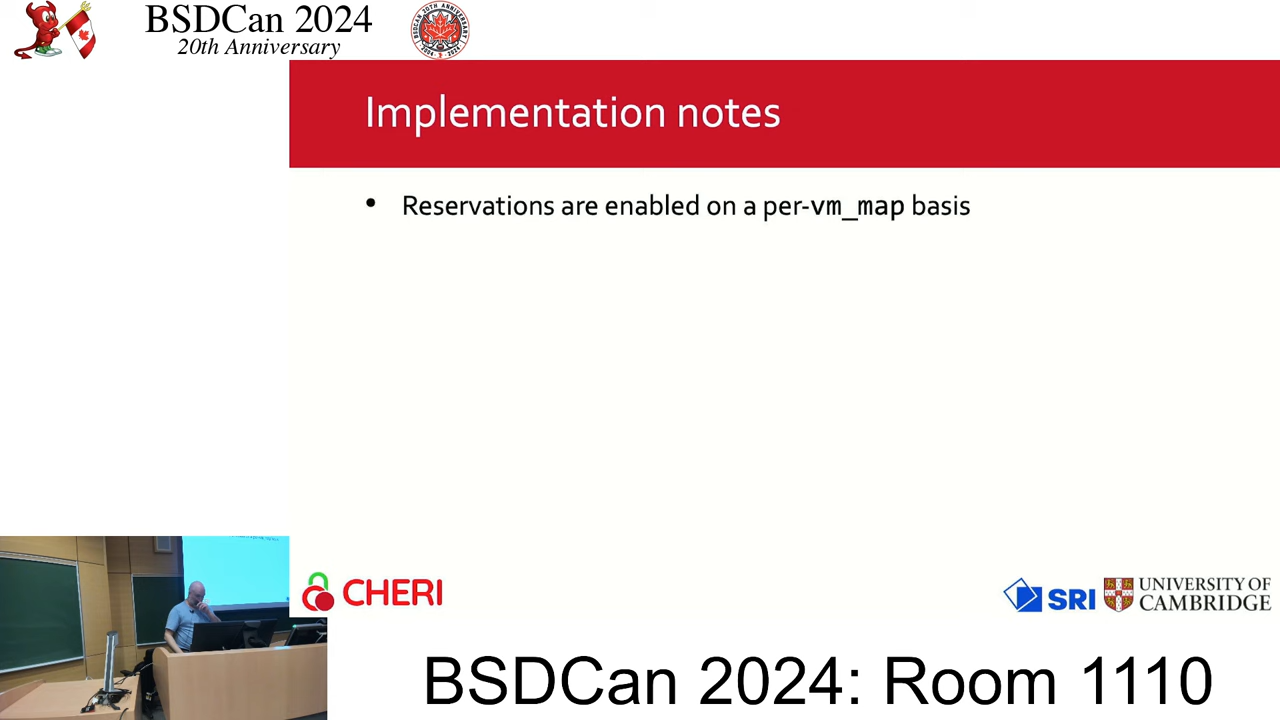 BSDCan 2024
20th Anniversary
Implementation notes
• Reservations are enabled on a per-vm_map basis
CHERI
SRI
UNIVERSITY OF
CAMBRIDGE
BSDCan 2024: Room 1110